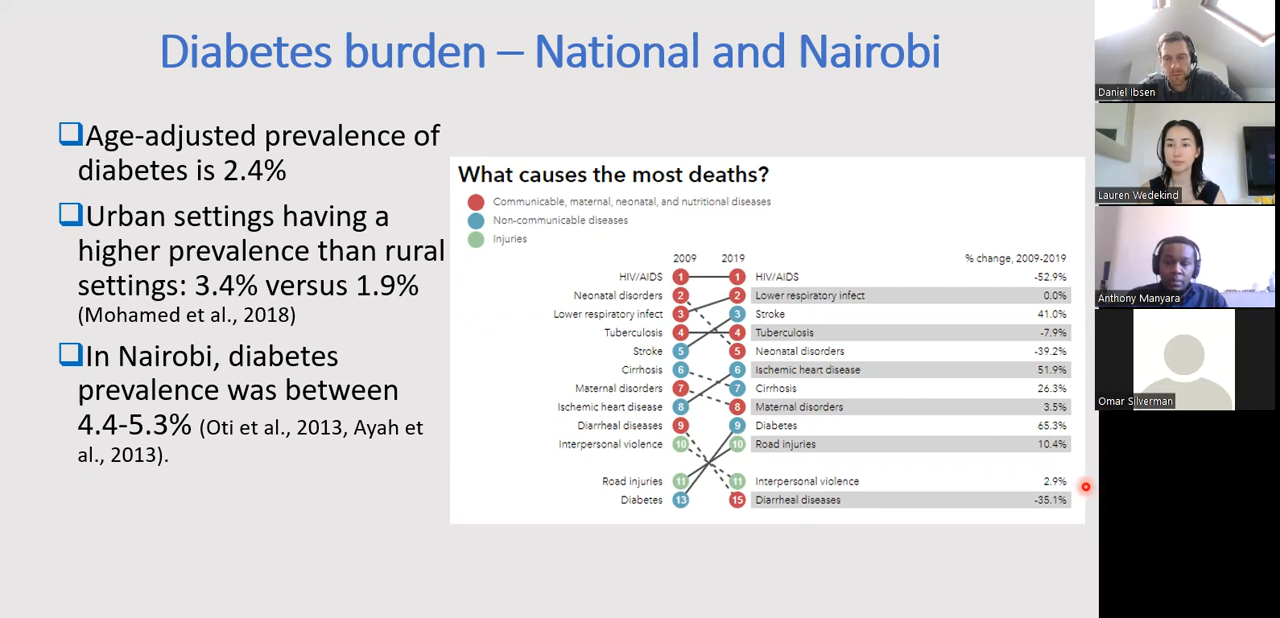 Diabetes burden – National and Nairobi
Age-adjusted prevalence of
diabetes is 2.4%
Urban settings having a
higher prevalence than rural
settings: 3.4% versus 1.9%
(Mohamed et al., 2018)
In Nairobi, diabetes
prevalence was between
4.4-5.3% (Oti et al., 2013, Ayah et
al., 2013).
What causes the most deaths?
Communicable, maternal, neonatal, and nutritional diseases
Non-communicable diseases
Injuries
2009 2019 % change, 2009-2019
HIV/AIDS 1 1 HIV/AIDS -52.9%
Neonatal disorders 2 2 Lower respiratory infect 0.0%
Lower respiratory infect 3 3 Stroke 41.0%
Tuberculosis 4 4 Tuberculosis -7.9%
Stroke 5 5 Neonatal disorders -39.2%
Cirrhosis 6 6 Ischemic heart disease 51.9%
Maternal disorders 7 7 Cirrhosis 26.3%
Ischemic heart disease 8 8 Maternal disorders 3.5%
Diarrheal diseases 9 9 Diabetes 65.3%
Interpersonal violence 10 10 Road injuries 10.4%
Road injuries 11 11 Interpersonal violence 2.9%
Diabetes 13 15 Diarrheal diseases -35.1%
Daniel Ibsen
Lauren Wedekind
Anthony Manyara
Omar Silverman